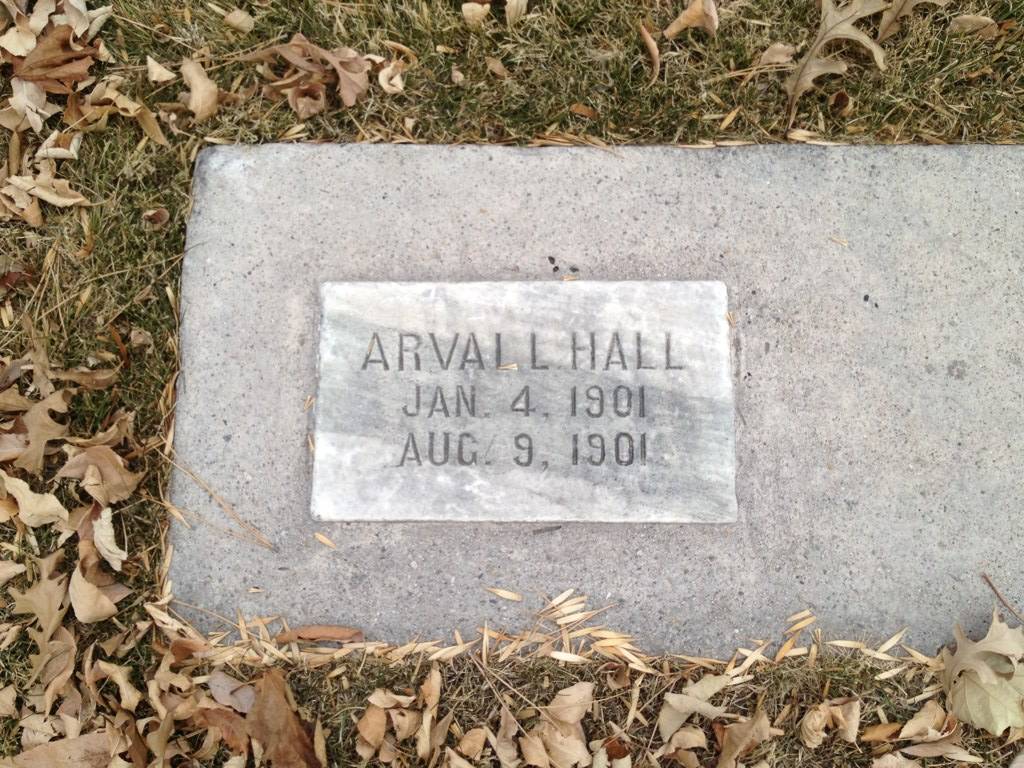 ARVAL L. HALL
JAN. 4, 1901
AUG. 9, 1901